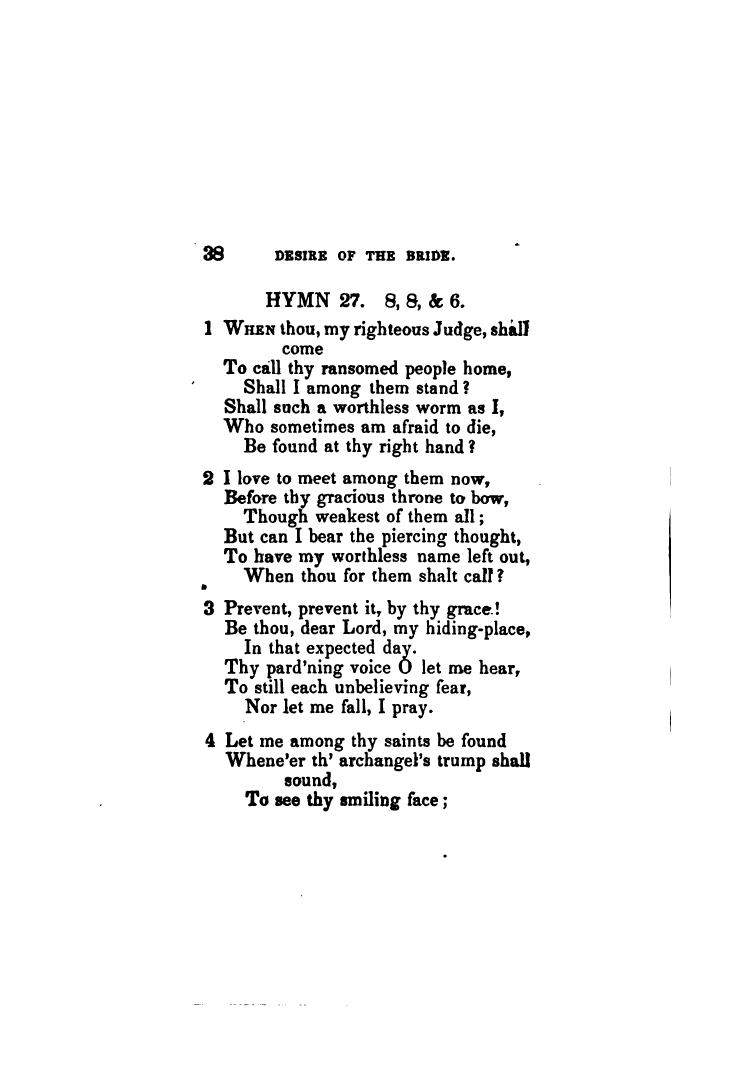 38 DESIRE OF THE BRIDE.
HYMN 27. 8, 8, & 6.
1 WHEN thou, my righteous Judge, shall
come
To call thy ransomed people home,
Shall I among them stand?
Shall such a worthless worm as I,
Who sometimes am afraid to die,
Be found at thy right hand?
2 I love to meet among them now,
Before thy gracious throne to bow,
Though weakest of them all;
But can I bear the piercing thought,
To have my worthless name left out,
When thou for them shalt call?
3 Prevent, prevent it, by thy grace!
Be thou, dear Lord, my hiding-place,
In that expected day.
Thy pard'ning voice O let me hear,
To still each unbelieving fear,
Nor let me fall, I pray.
4 Let me among thy saints be found
Whene'er th' archangel's trump shall
sound,
To see thy smiling face;